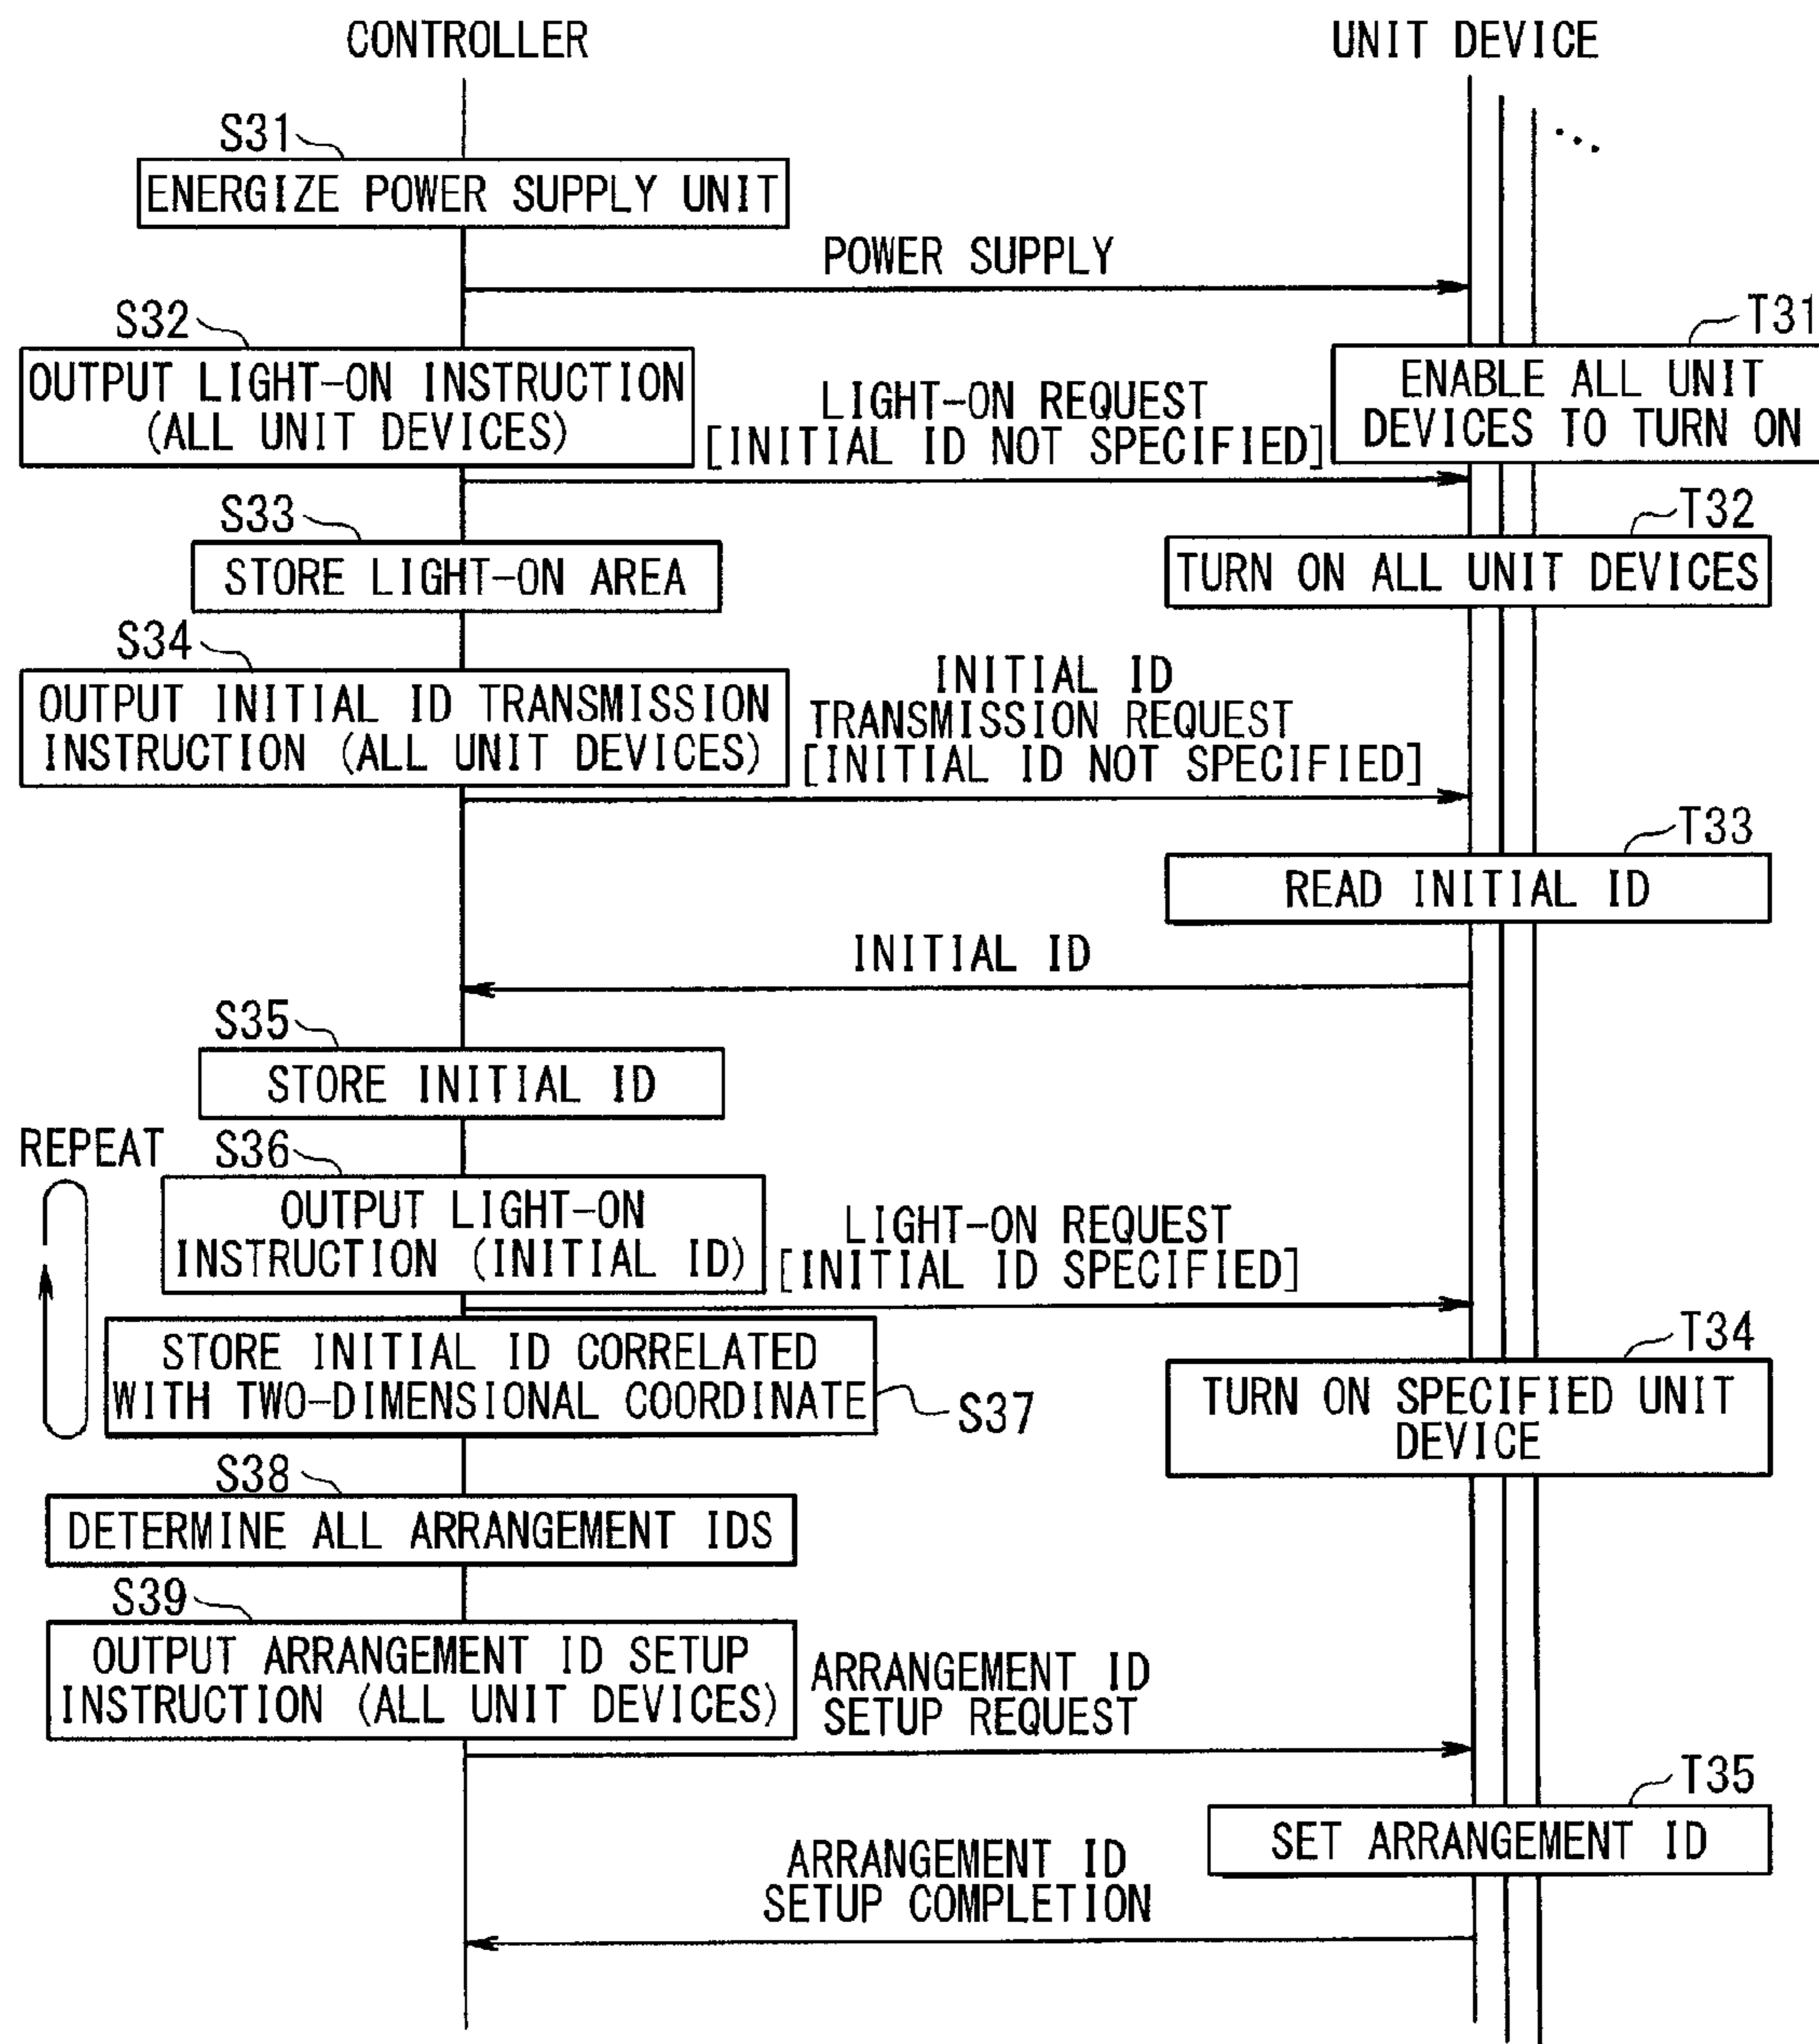 CONTROLLER
UNIT DEVICE
S31
ENERGIZE POWER SUPPLY UNIT
POWER SUPPLY
S32
OUTPUT LIGHT-ON INSTRUCTION
(ALL UNIT DEVICES)
LIGHT-ON REQUEST
[INITIAL ID NOT SPECIFIED]
T31
ENABLE ALL UNIT
DEVICES TO TURN ON
S33
STORE LIGHT-ON AREA
T32
TURN ON ALL UNIT DEVICES
S34
OUTPUT INITIAL ID TRANSMISSION
INSTRUCTION (ALL UNIT DEVICES)
INITIAL ID
TRANSMISSION REQUEST
[INITIAL ID NOT SPECIFIED]
T33
READ INITIAL ID
INITIAL ID
S35
STORE INITIAL ID
REPEAT
S36
OUTPUT LIGHT-ON
INSTRUCTION (INITIAL ID)
LIGHT-ON REQUEST
[INITIAL ID SPECIFIED]
STORE INITIAL ID CORRELATED
WITH TWO-DIMENSIONAL COORDINATE
S37
T34
TURN ON SPECIFIED UNIT
DEVICE
S38
DETERMINE ALL ARRANGEMENT IDS
S39
OUTPUT ARRANGEMENT ID SETUP
INSTRUCTION (ALL UNIT DEVICES)
ARRANGEMENT ID
SETUP REQUEST
T35
SET ARRANGEMENT ID
ARRANGEMENT ID
SETUP COMPLETION